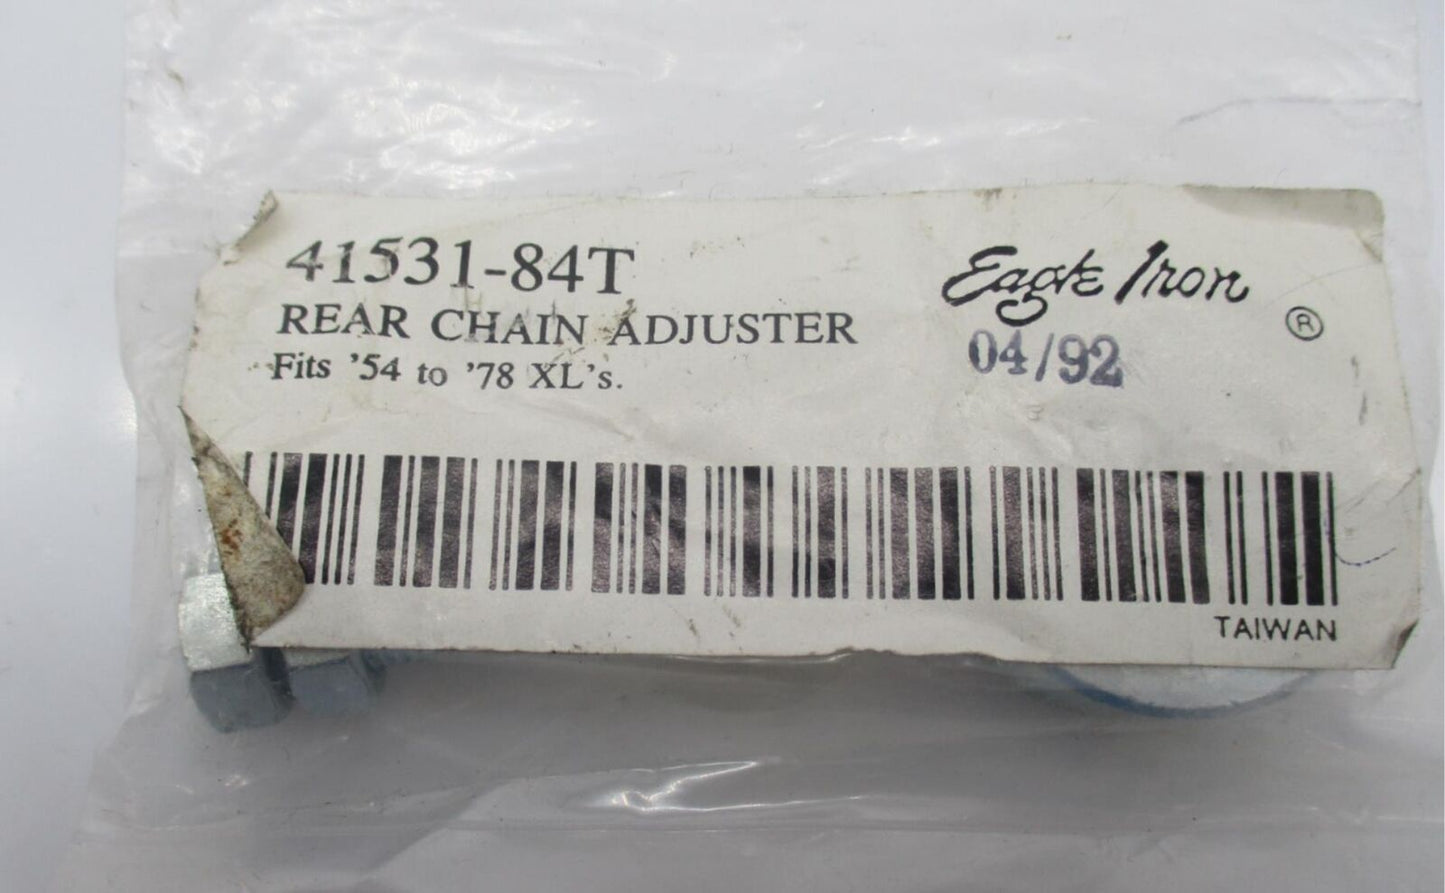 41531-84T
REAR CHAIN ADJUSTER
Fits '54 to '78 XL's.
Eagle Iron
®
04/92
TAIWAN